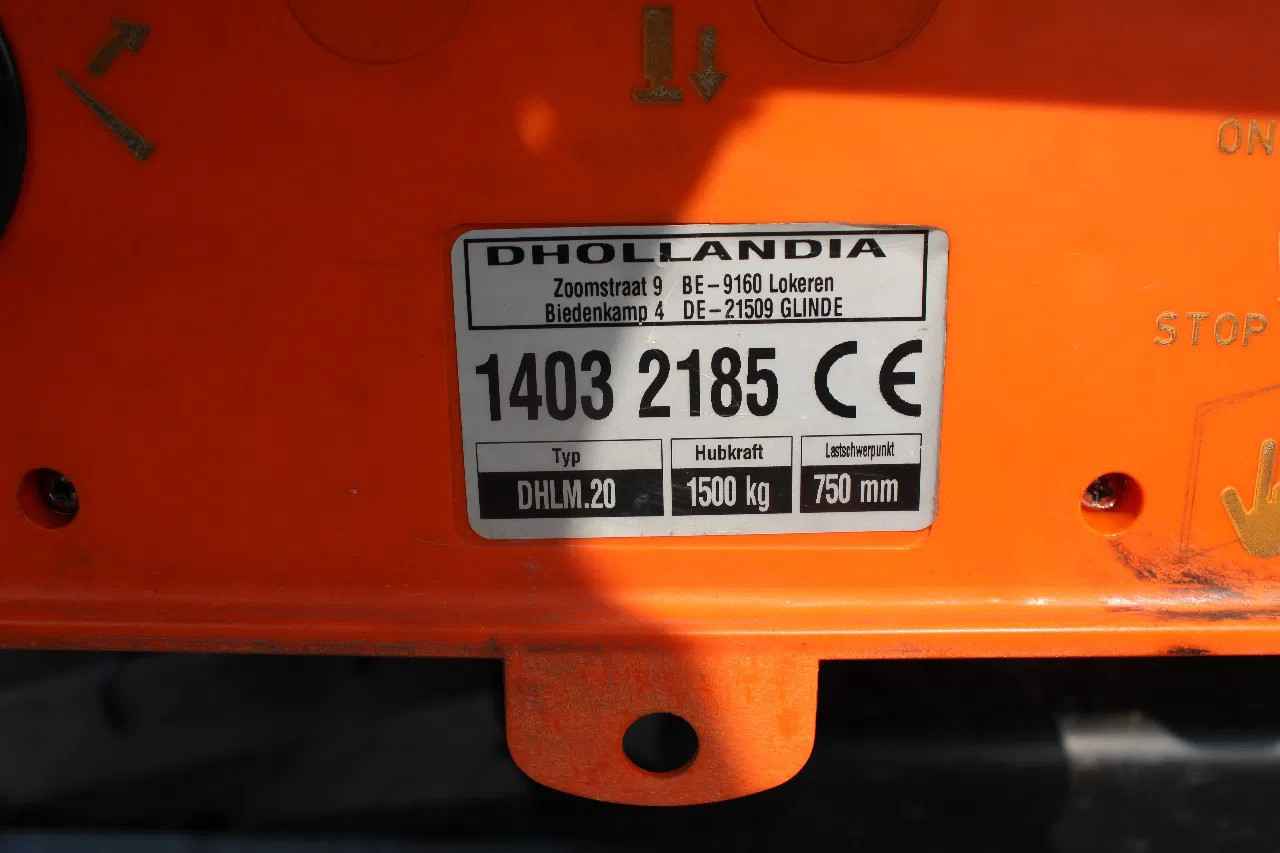 ON
DHOLLANDIA
Zoomstraat 9 BE-9160 Lokeren
Biedenkamp 4 DE-21509 GLINDE
STOP
1403 2185 CE
Typ Hubkraft Lastschwerpunkt
DHLM.20 1500 kg 750 mm